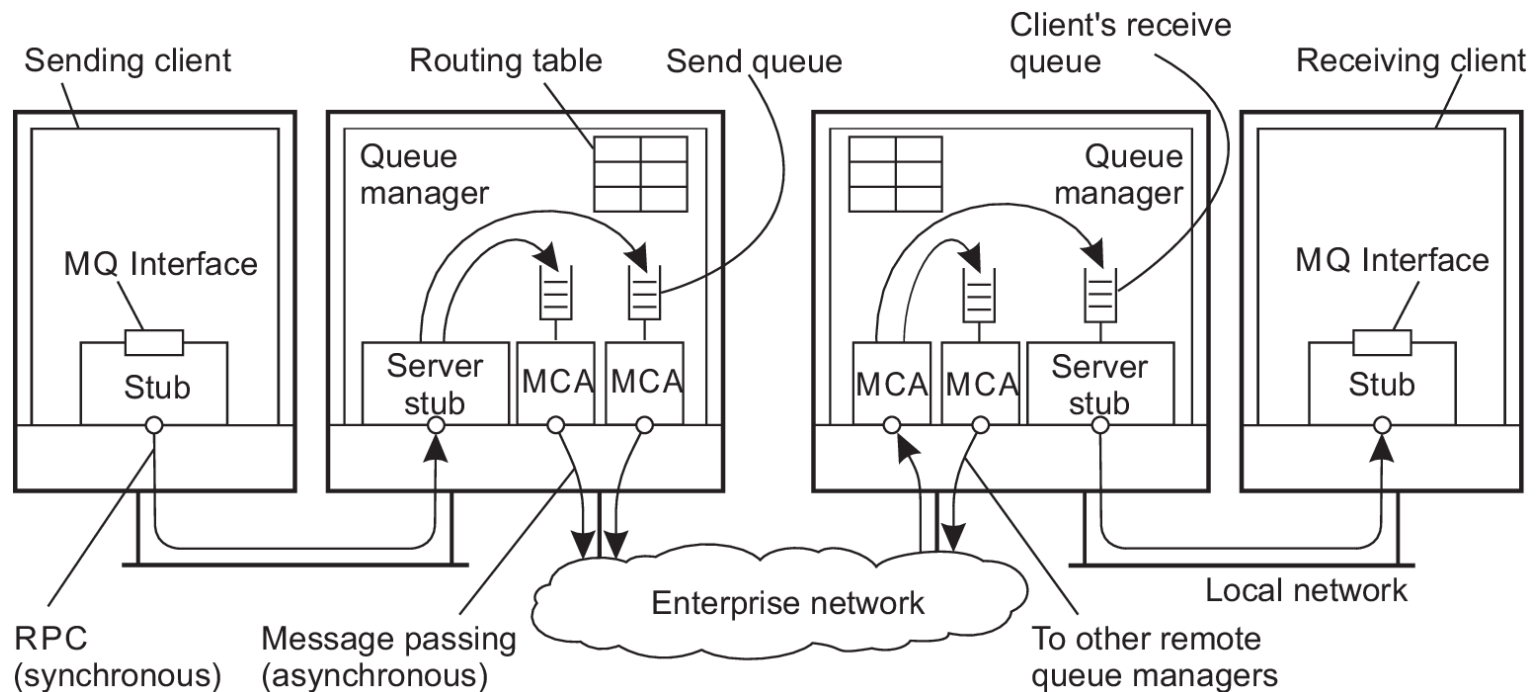 Client's receive
queue
Sending client
Routing table
Send queue
Receiving client
Queue
manager
Queue
manager
MQ Interface
MQ Interface
Stub
Server
stub
MCA
MCA
MCA
MCA
Server
stub
Stub
Enterprise network
Local network
RPC
(synchronous)
Message passing
(asynchronous)
To other remote
queue managers